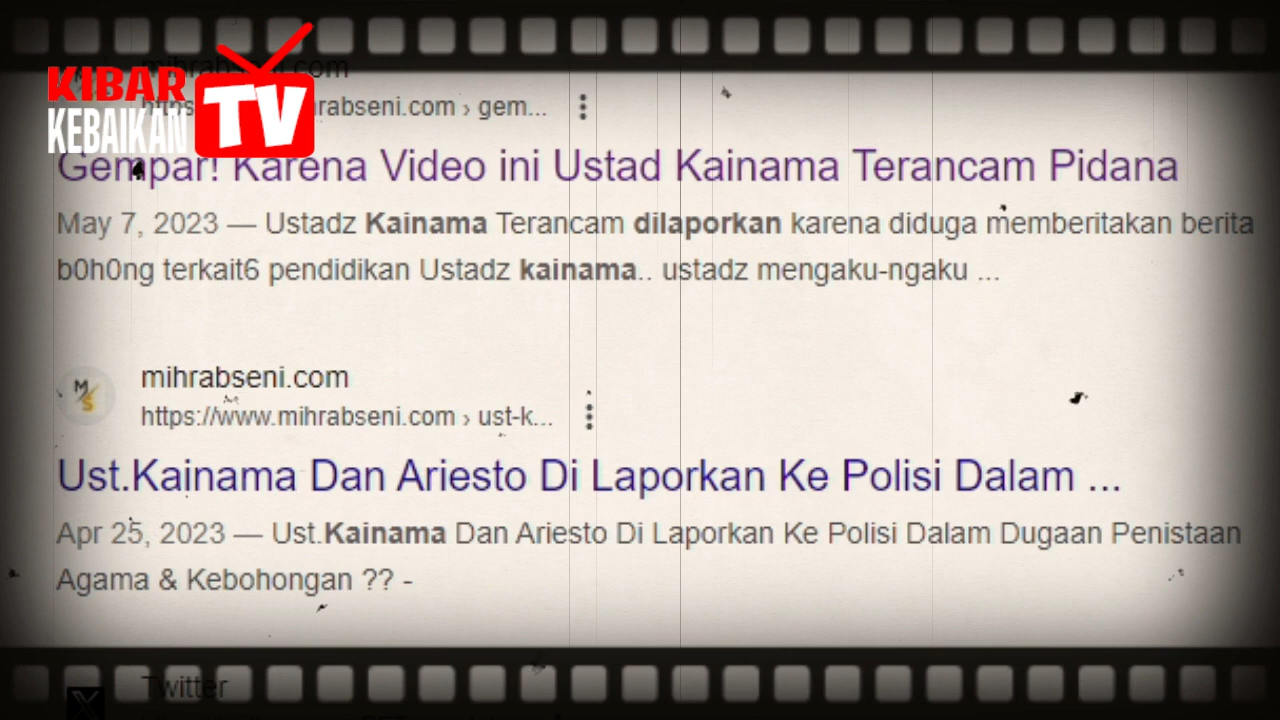 KIBAR
KEBAIKAN
TV
mihrabseni.com
https://www.mihrabseni.com › gem...
Gempar! Karena Video ini Ustad Kainama Terancam Pidana
May 7, 2023 — Ustadz Kainama Terancam dilaporkan karena diduga memberitakan berita
b0h0ng terkait6 pendidikan Ustadz kainama.. ustadz mengaku-ngaku ...
mihrabseni.com
https://www.mihrabseni.com › ust-k...
Ust.Kainama Dan Ariesto Di Laporkan Ke Polisi Dalam ...
Apr 25, 2023 — Ust.Kainama Dan Ariesto Di Laporkan Ke Polisi Dalam Dugaan Penistaan
Agama & Kebohongan ?? -
Twitter